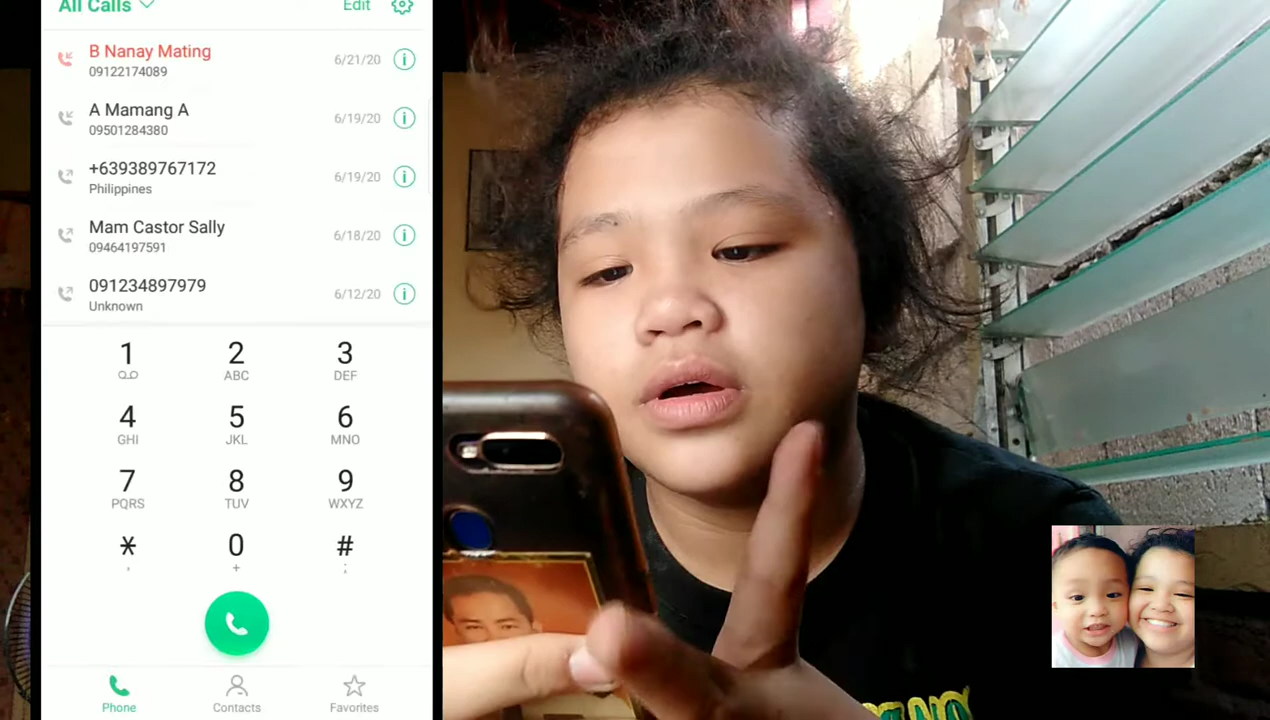 All Calls
Edit
B Nanay Mating
09122174089
6/21/20
A Mamang A
09501284380
6/19/20
+639389767172
Philippines
6/19/20
Mam Castor Sally
09464197591
6/18/20
091234897979
Unknown
6/12/20
1 2 3
ABC DEF
4 5 6
GHI JKL MNO
7 8 9
PQRS TUV WXYZ
* 0 #
, + ;
Phone Contacts Favorites